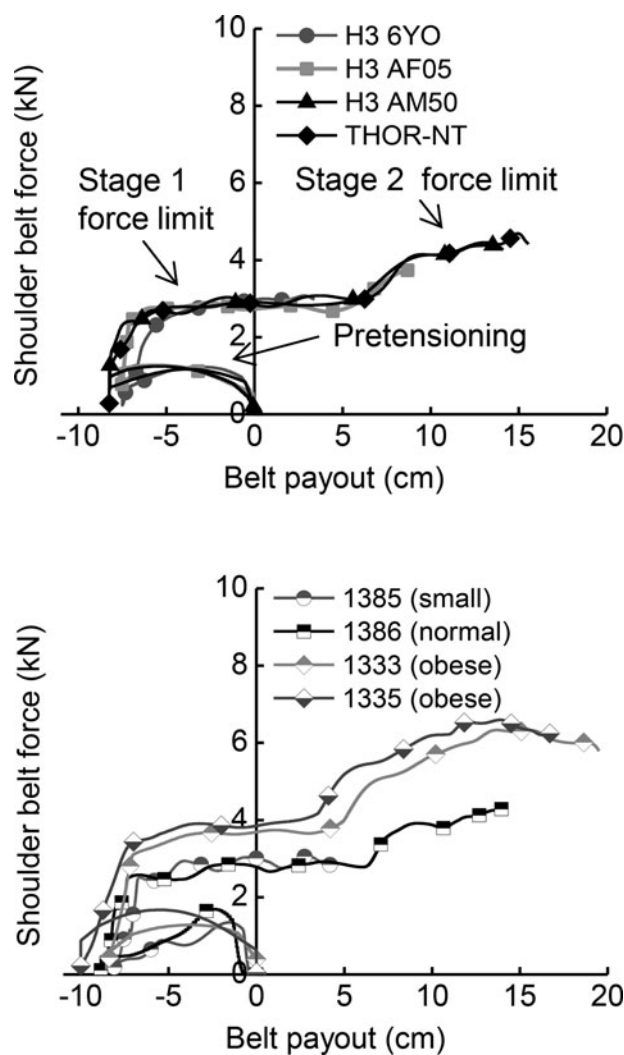 10
8
6
4
2
0
Shoulder belt force (kN)
H3 6YO
H3 AF05
H3 AM50
THOR-NT
Stage 1
force limit
Stage 2 force limit
Pretensioning
-10 -5 0 5 10 15 20
Belt payout (cm)
10
8
6
4
2
0
Shoulder belt force (kN)
1385 (small)
1386 (normal)
1333 (obese)
1335 (obese)
-10 -5 0 5 10 15 20
Belt payout (cm)